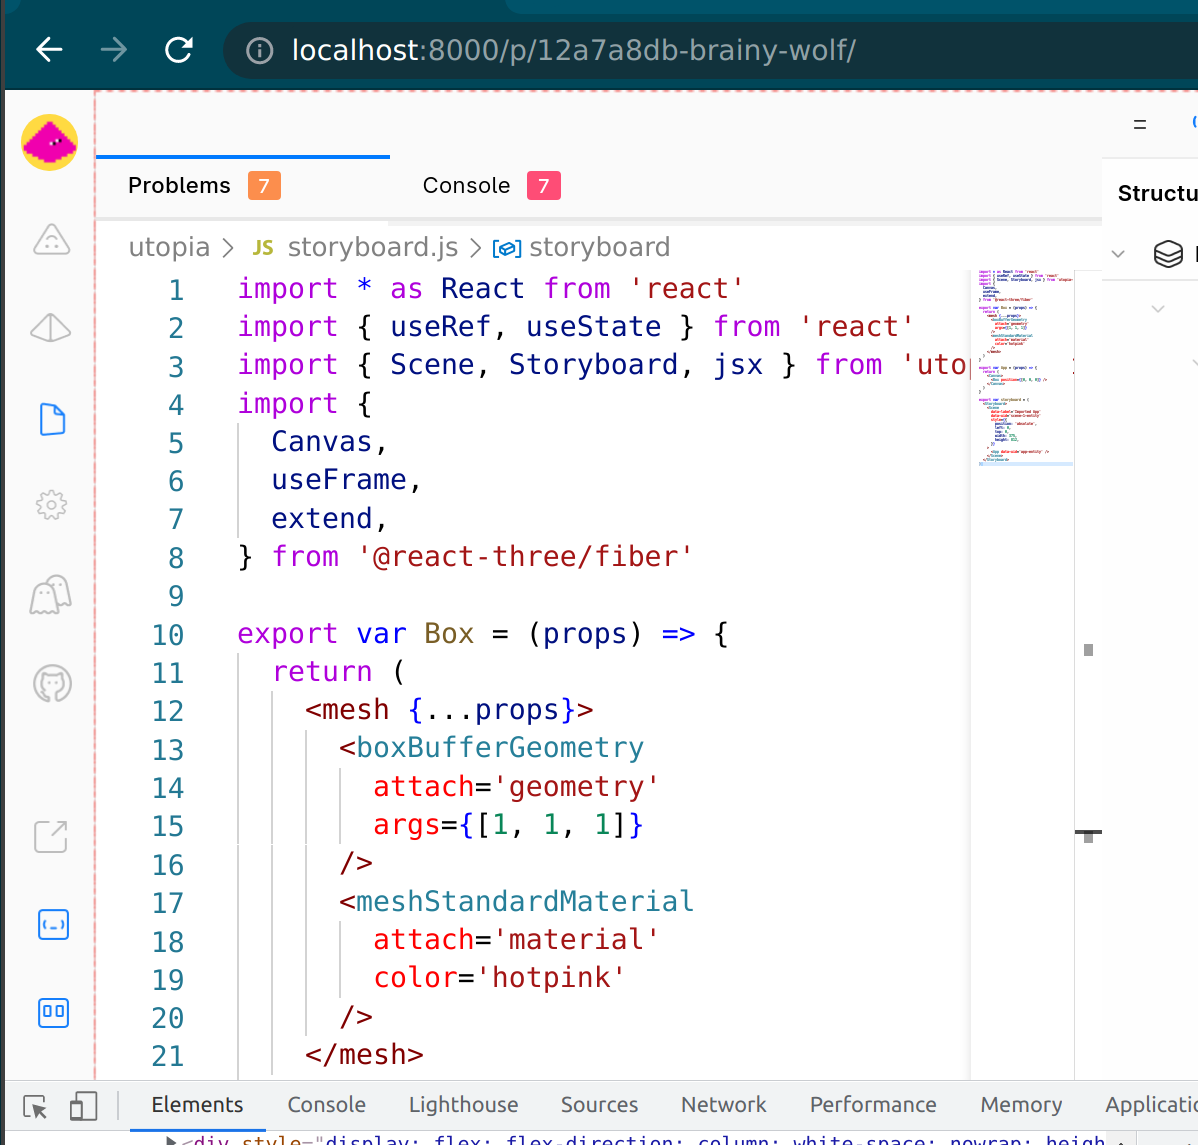 localhost:8000/p/12a7a8db-brainy-wolf/
Problems 7 Console 7
Structu
utopia > JS storyboard.js > storyboard
1 import * as React from 'react'
2 import { useRef, useState } from 'react'
3 import { Scene, Storyboard, jsx } from 'uto
4 import {
5 Canvas,
6 useFrame,
7 extend,
8 } from '@react-three/fiber'
9
10 export var Box = (props) => {
11 return (
12 <mesh {...props}>
13 <boxBufferGeometry
14 attach='geometry'
15 args={[1, 1, 1]}
16 />
17 <meshStandardMaterial
18 attach='material'
19 color='hotpink'
20 />
21 </mesh>
Elements Console Lighthouse Sources Network Performance Memory Applicatio
<div style="display: flex; flex-direction: column; white-space: nowrap; heigh